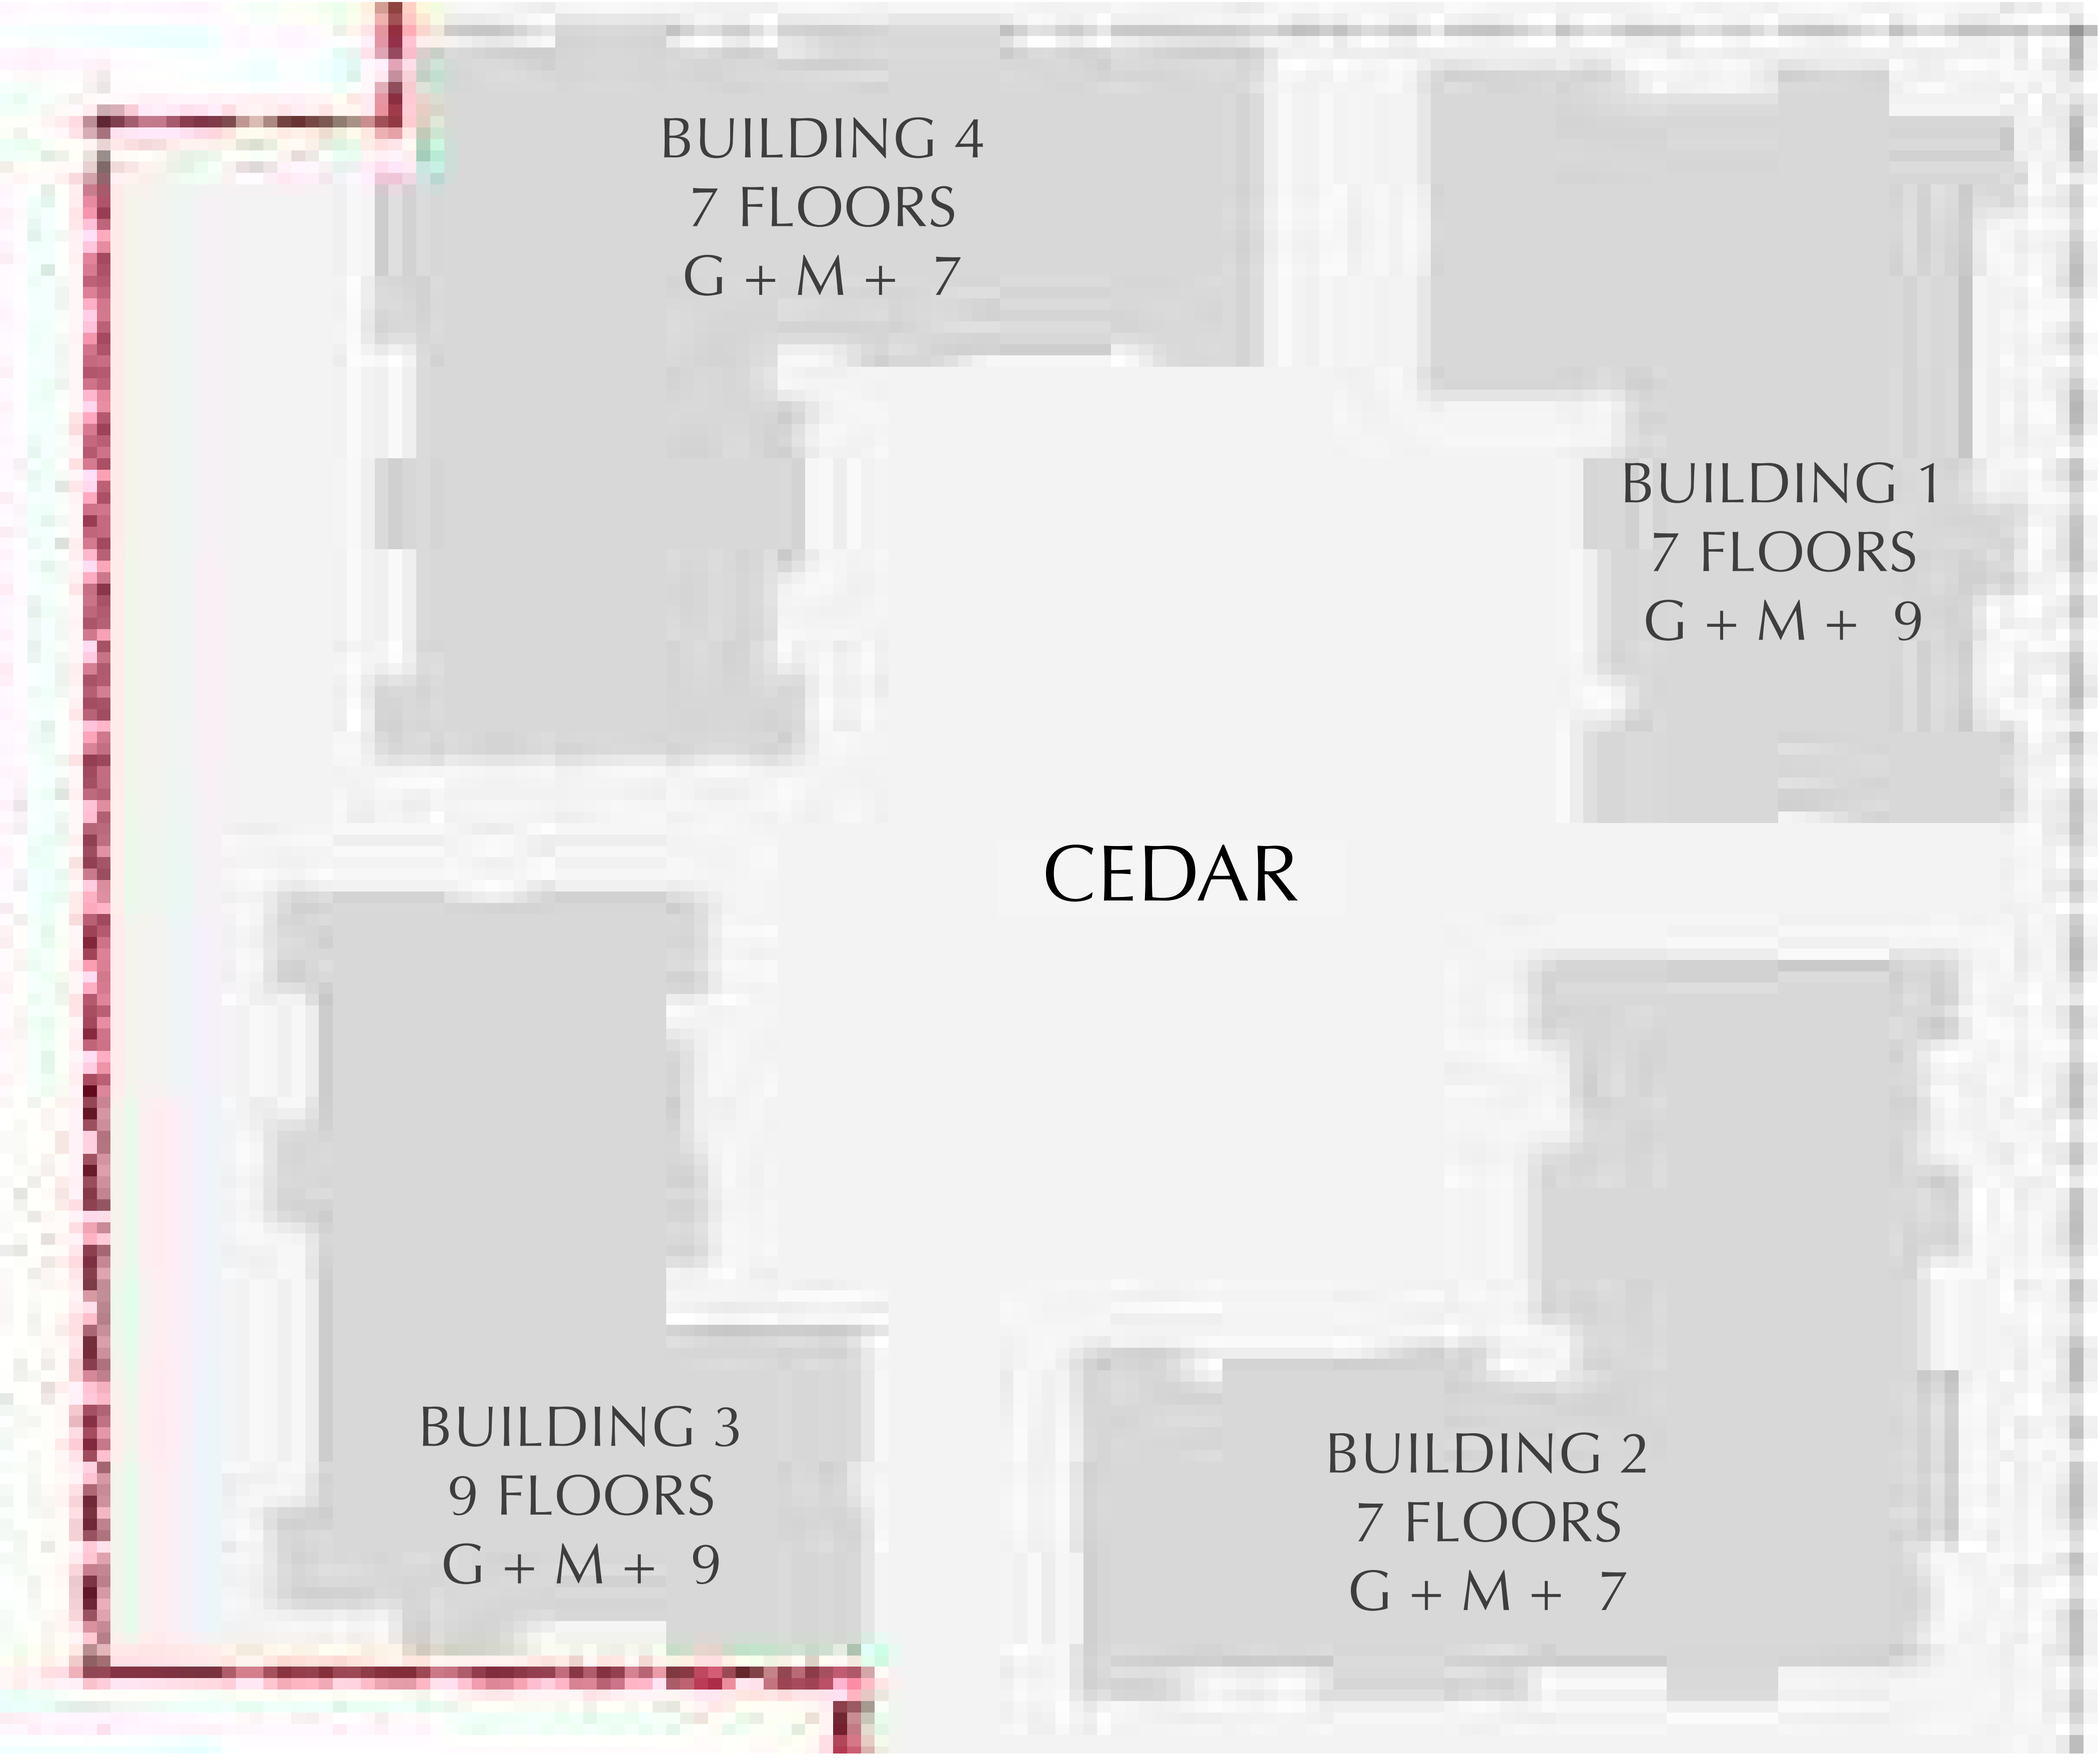 BUILDING 4
7 FLOORS
G + M + 7
BUILDING 1
7 FLOORS
G + M + 9
CEDAR
BUILDING 3
9 FLOORS
G + M + 9
BUILDING 2
7 FLOORS
G + M + 7